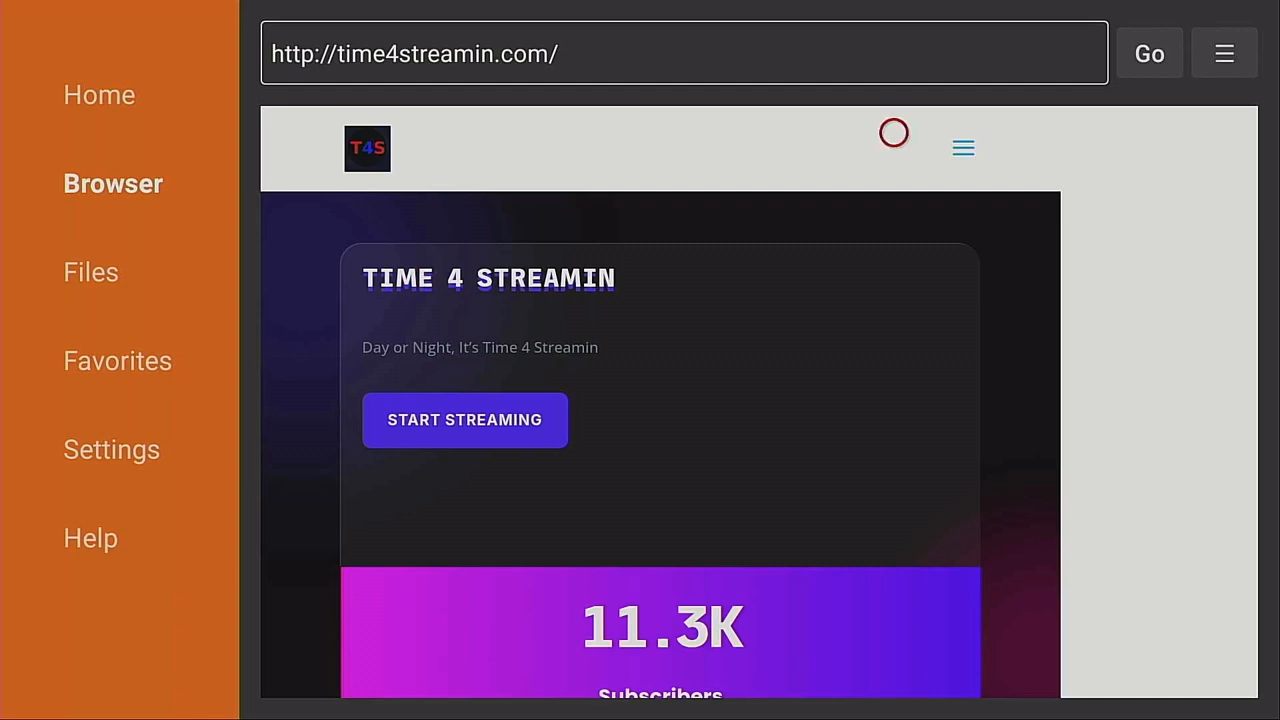 http://time4streamin.com/
Go
Home
Browser
Files
Favorites
Settings
Help
T4S
TIME 4 STREAMIN
Day or Night, It's Time 4 Streamin
START STREAMING
11.3K
Subscribers